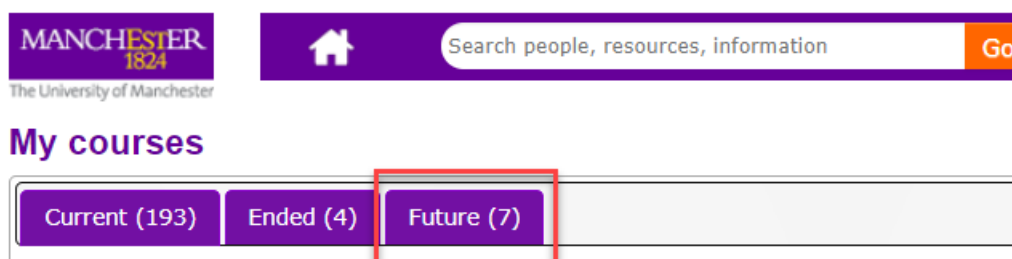 MANCHESTER
1824
The University of Manchester
Search people, resources, information
Go
My courses
Current (193)
Ended (4)
Future (7)